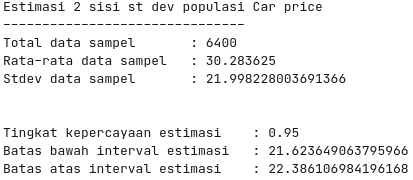 Estimasi 2 sisi st dev populasi Car price
-------------------------------
Total data sampel       : 6400
Rata-rata data sampel   : 30.283625
Stdev data sampel       : 21.998228003691366
Tingkat kepercayaan estimasi    : 0.95
Batas bawah interval estimasi   : 21.623649063795966
Batas atas interval estimasi    : 22.386106984196168